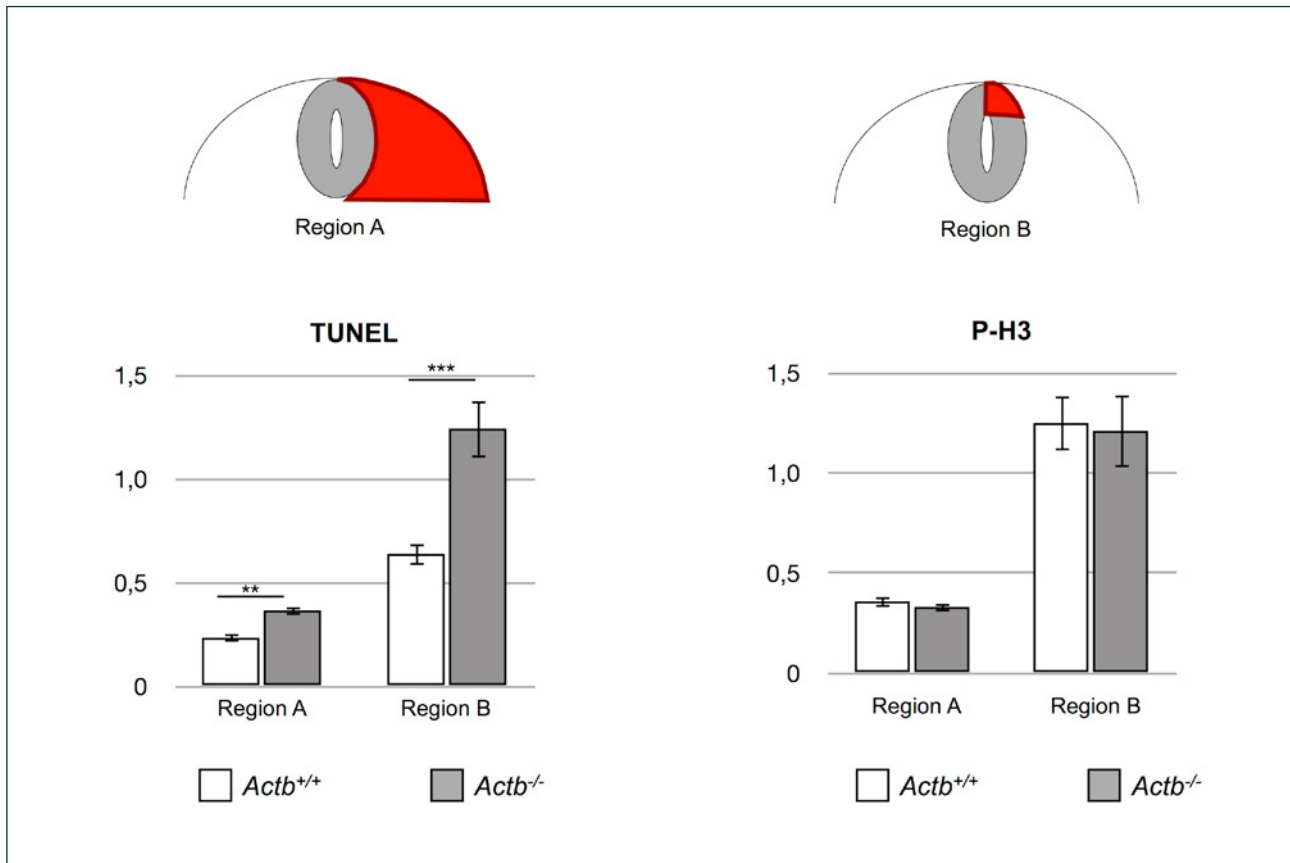 Region A
Region B
TUNEL
P-H3
***
1,5
1,0
**
0,5
0
Region A
Region B
1,5
1,0
0,5
0
Region A
Region B
Actb+/+
Actb-/-
Actb+/+
Actb-/-